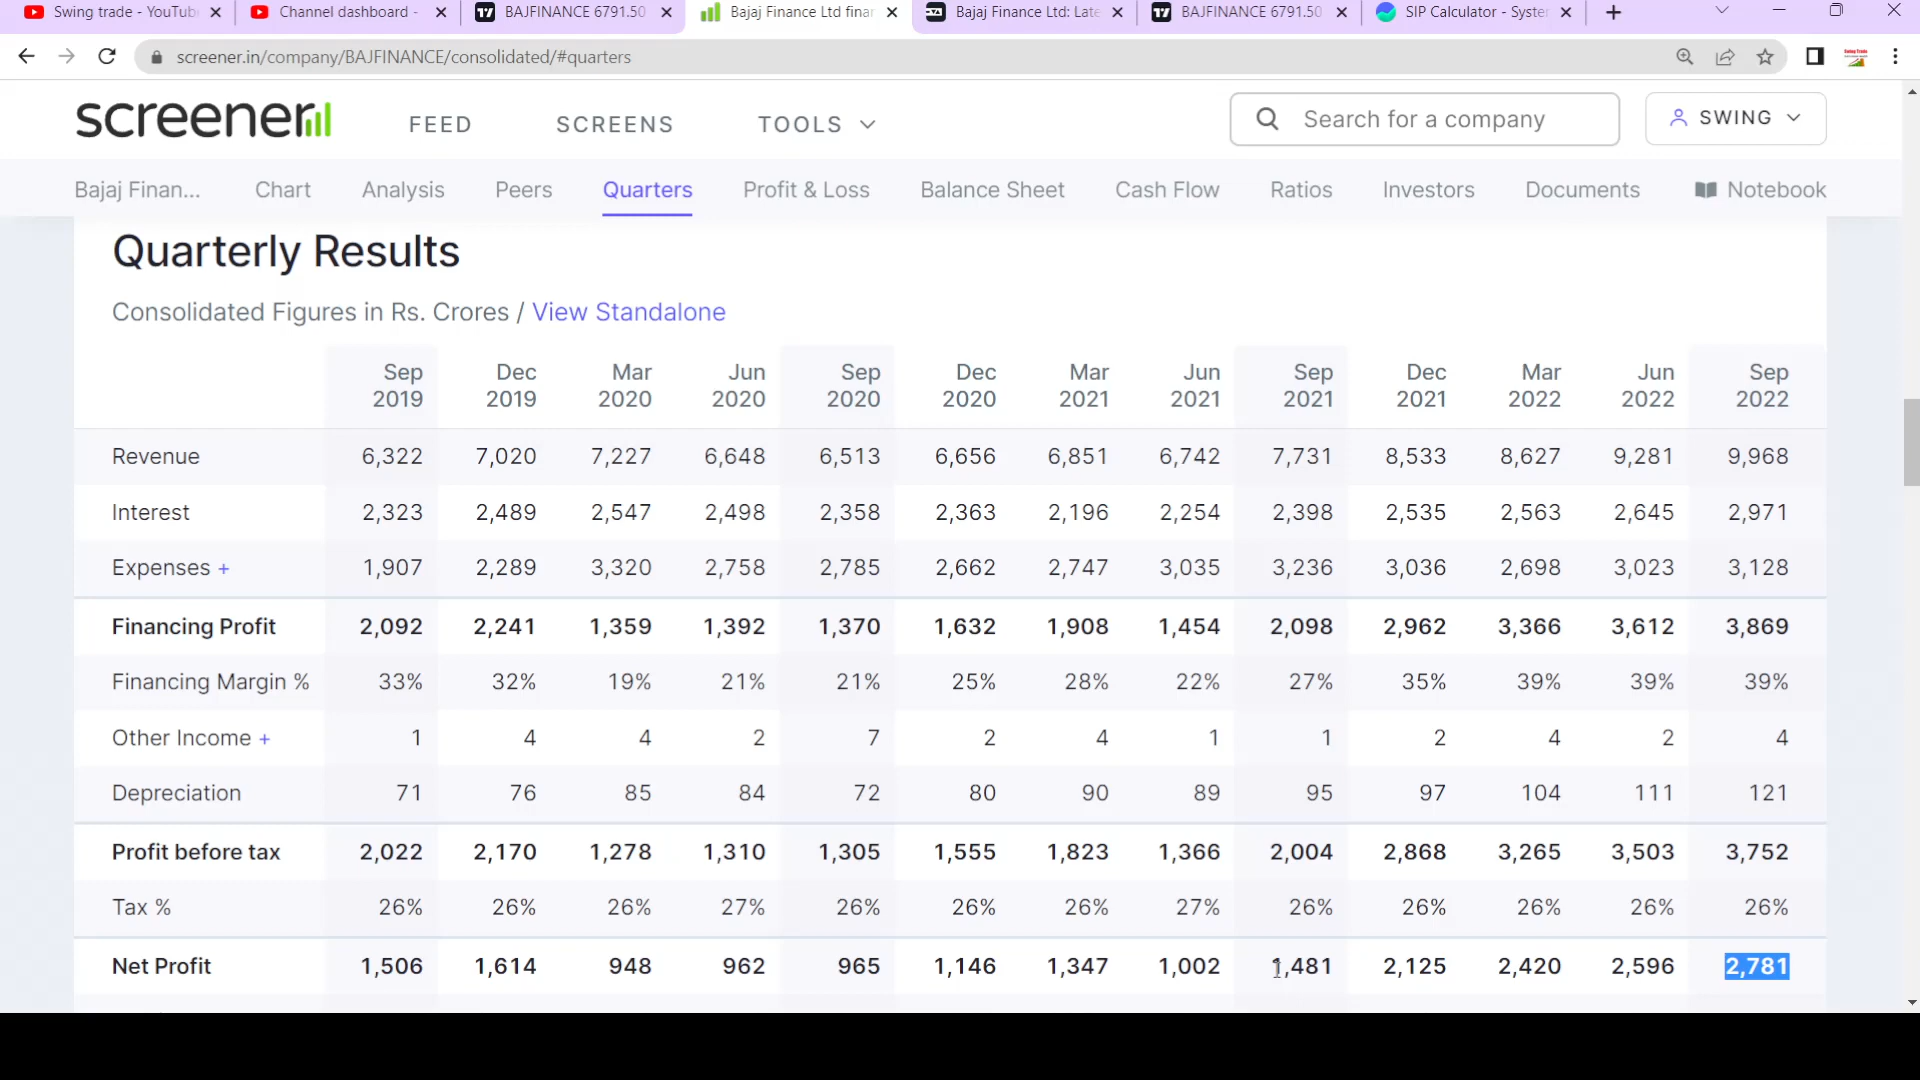 Swing trade - YouTub
Channel dashboard -
BAJFINANCE 6791.50
Bajaj Finance Ltd finan
Bajaj Finance Ltd: Late
BAJFINANCE 6791.50
SIP Calculator - Syste
screener.in/company/BAJFINANCE/consolidated/#quarters
screener
FEED
SCREENS
TOOLS
Search for a company
SWING
Bajaj Finan... Chart Analysis Peers Quarters Profit & Loss Balance Sheet Cash Flow Ratios Investors Documents Notebook
Quarterly Results
Consolidated Figures in Rs. Crores / View Standalone
Sep Dec Mar Jun Sep Dec Mar Jun Sep Dec Mar Jun Sep
2019 2019 2020 2020 2020 2020 2021 2021 2021 2021 2022 2022 2022
Revenue 6,322 7,020 7,227 6,648 6,513 6,656 6,851 6,742 7,731 8,533 8,627 9,281 9,968
Interest 2,323 2,489 2,547 2,498 2,358 2,363 2,196 2,254 2,398 2,535 2,563 2,645 2,971
Expenses + 1,907 2,289 3,320 2,758 2,785 2,662 2,747 3,035 3,236 3,036 2,698 3,023 3,128
Financing Profit 2,092 2,241 1,359 1,392 1,370 1,632 1,908 1,454 2,098 2,962 3,366 3,612 3,869
Financing Margin % 33% 32% 19% 21% 21% 25% 28% 22% 27% 35% 39% 39% 39%
Other Income + 1 4 4 2 7 2 4 1 1 2 4 2 4
Depreciation 71 76 85 84 72 80 90 89 95 97 104 111 121
Profit before tax 2,022 2,170 1,278 1,310 1,305 1,555 1,823 1,366 2,004 2,868 3,265 3,503 3,752
Tax % 26% 26% 26% 27% 26% 26% 26% 27% 26% 26% 26% 26% 26%
Net Profit 1,506 1,614 948 962 965 1,146 1,347 1,002 1,481 2,125 2,420 2,596 2,781